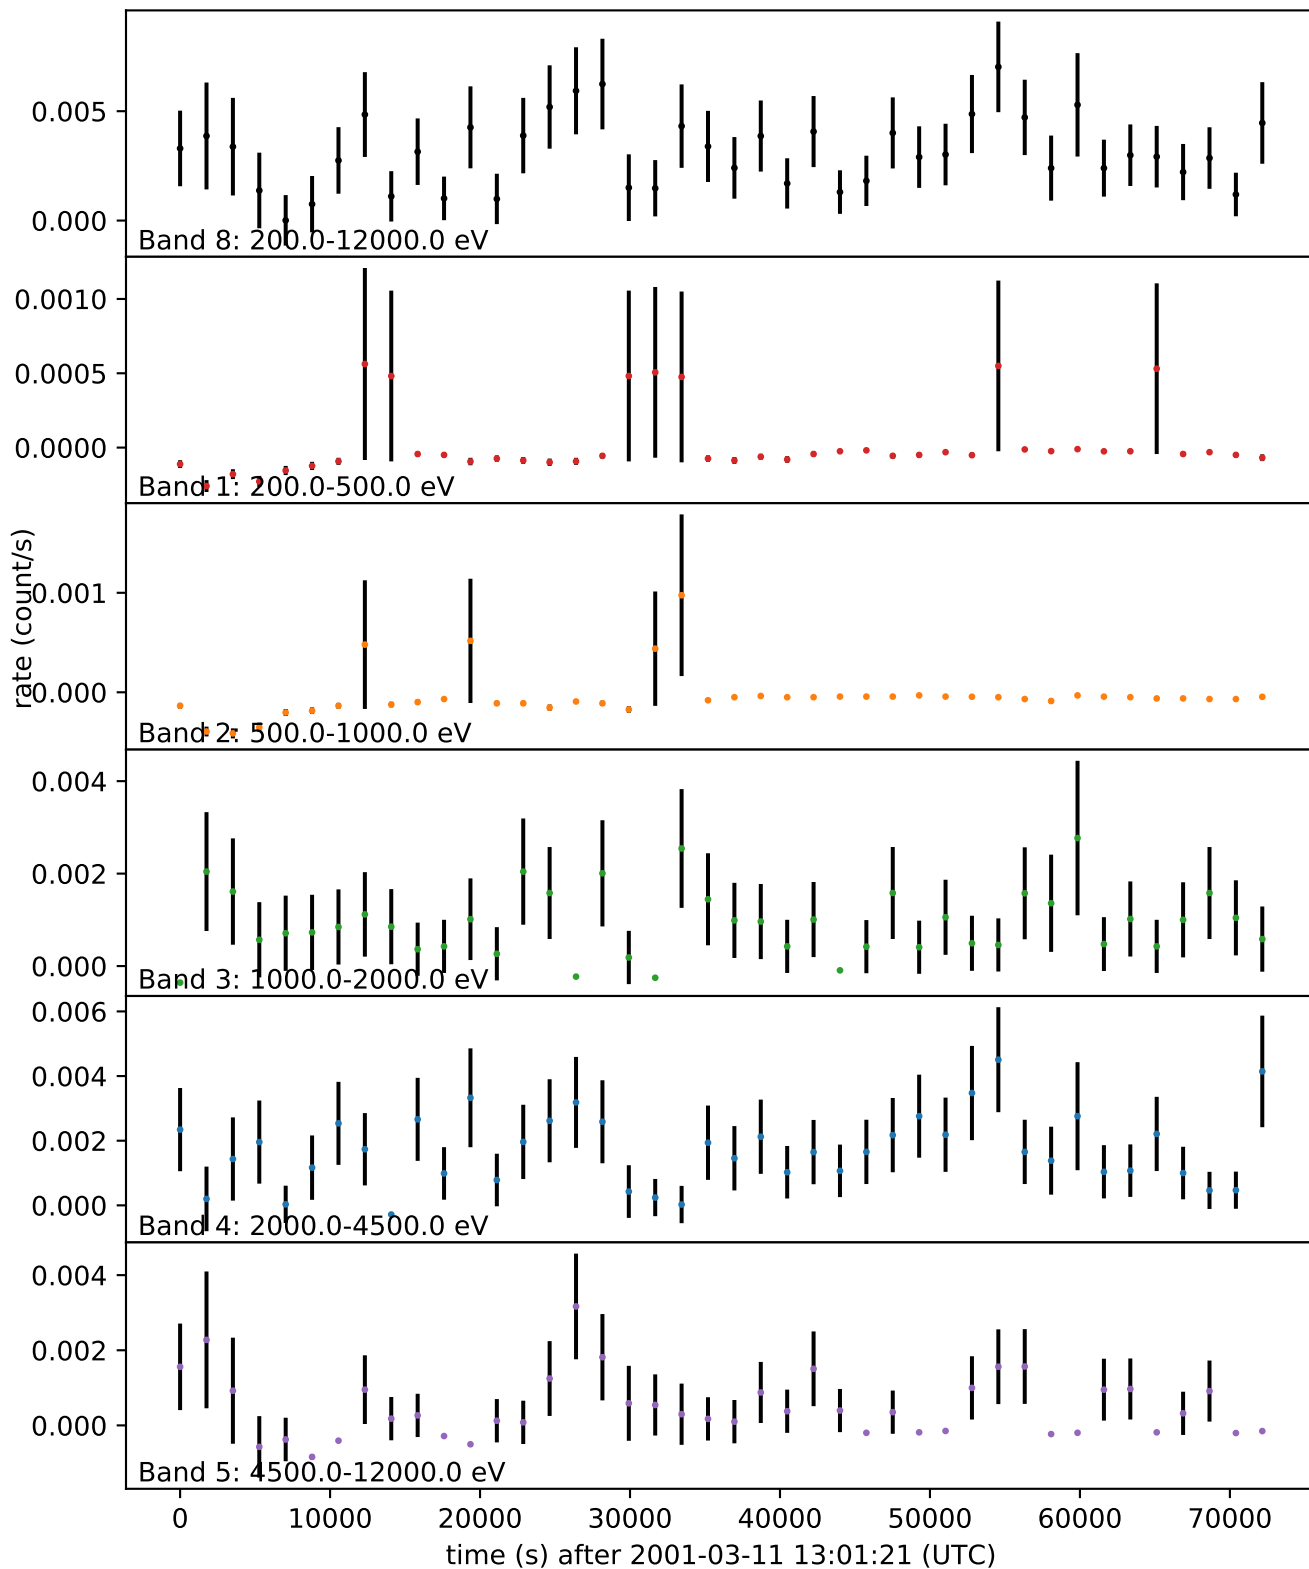 0.005
0.000
Band 8: 200.0-12000.0 eV
0.0010
0.0005
0.0000
Band 1: 200.0-500.0 eV
rate (count/s)
0.001
0.000
Band 2: 500.0-1000.0 eV
0.004
0.002
0.000
Band 3: 1000.0-2000.0 eV
0.006
0.004
0.002
0.000
Band 4: 2000.0-4500.0 eV
0.004
0.002
0.000
Band 5: 4500.0-12000.0 eV
0 10000 20000 30000 40000 50000 60000 70000
time (s) after 2001-03-11 13:01:21 (UTC)